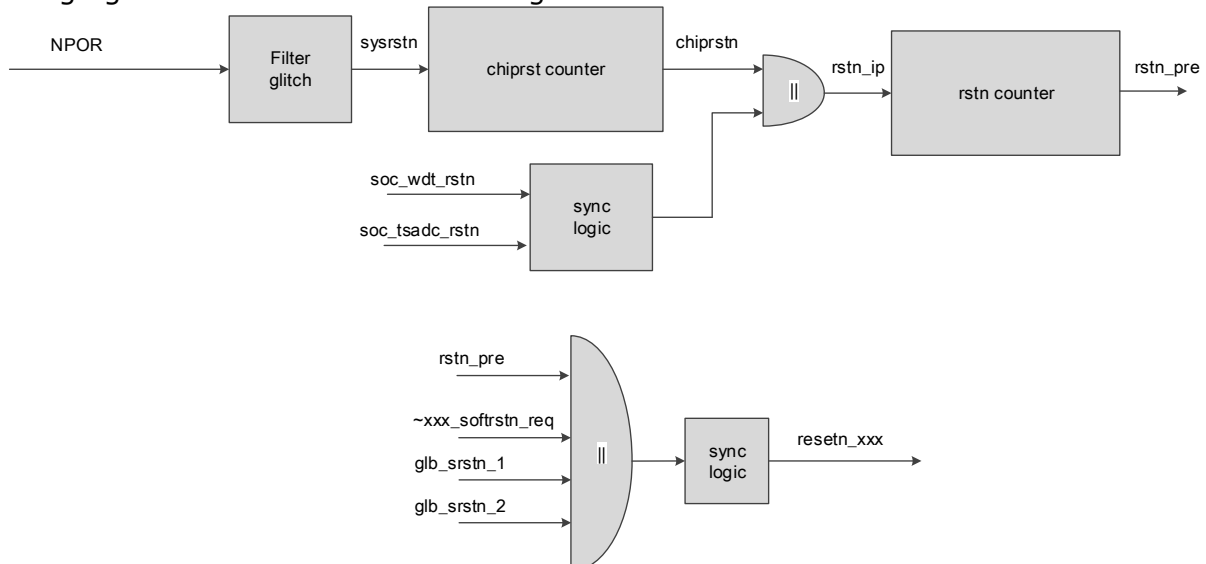 NPOR
Filter
glitch
sysrstn
chiprst counter
chiprstn
||
rstn_ip
rstn counter
rstn_pre
soc_wdt_rstn
soc_tsadc_rstn
sync
logic
rstn_pre
~xxx_softrstn_req
glb_srstn_1
glb_srstn_2
||
sync
logic
resetn_xxx